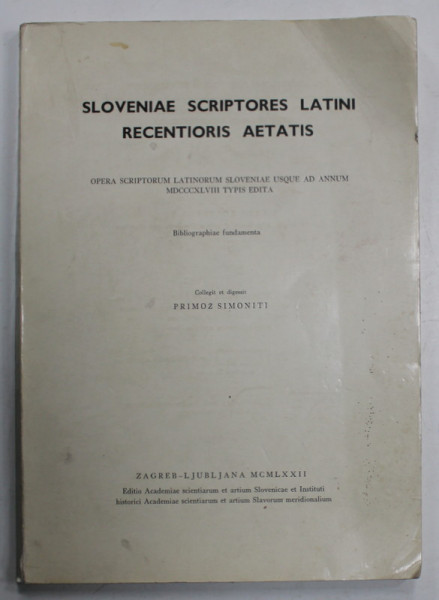 SLOVENIAE SCRIPTORES LATINI
RECENTIORIS AETATIS
OPERA SCRIPTORUM LATINORUM SLOVENIAE USQUE AD ANNUM
MDCCCXLVIII TYPIS EDITA
Bibliographiae fundamenta
Collegit et digessit
PRIMOŽ SIMONITI
ZAGREB–LJUBLJANA MCMLXXII
Editio Academiae scientiarum et artium Slovenicae et Instituti
historici Academiae scientiarum et artium Slavorum meridionalium